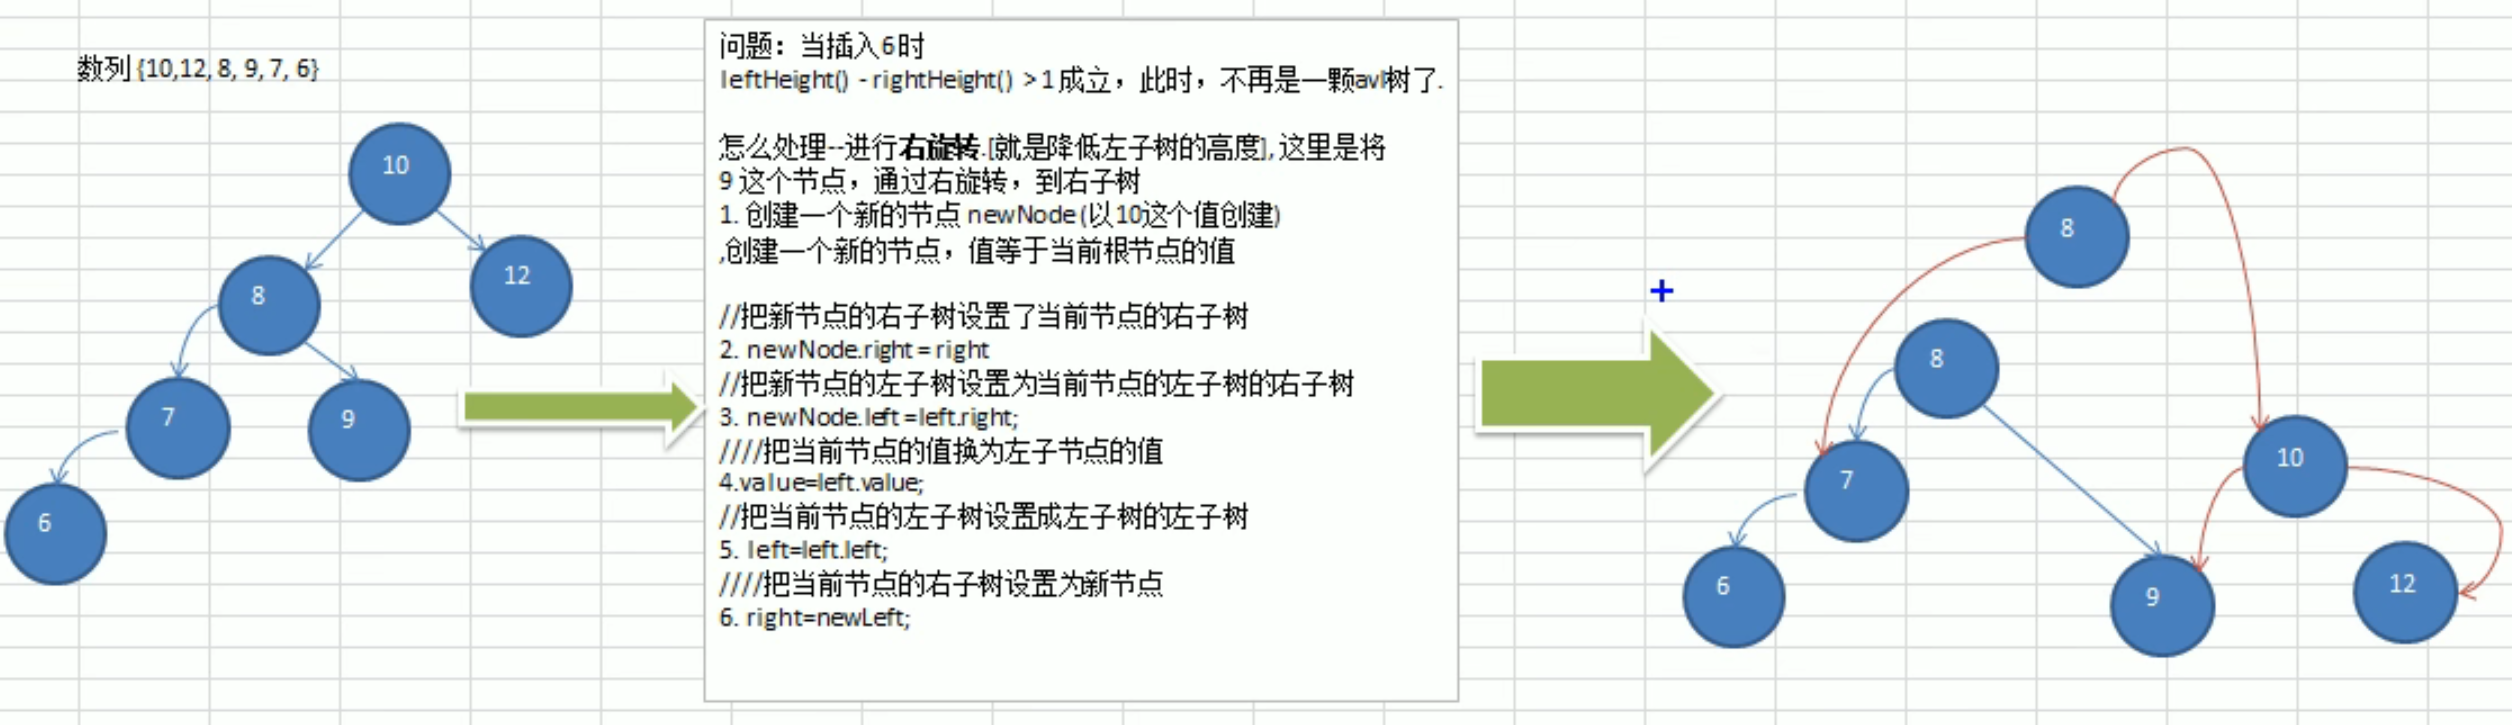 数列 {10,12, 8, 9, 7, 6}
10
8
12
7
9
6
问题：当插入6时
leftHeight() - rightHeight() > 1 成立，此时，不再是一颗avl树了.
怎么处理--进行右旋转.[就是降低左子树的高度], 这里是将
9 这个节点，通过右旋转，到右子树
1. 创建一个新的节点 newNode (以10这个值创建)
,创建一个新的节点，值等于当前根节点的值
//把新节点的右子树设置了当前节点的右子树
2. newNode.right = right
//把新节点的左子树设置为当前节点的左子树的右子树
3. newNode.left =left.right;
////把当前节点的值换为左子节点的值
4.value=left.value;
//把当前节点的左子树设置成左子树的左子树
5. left=left.left;
////把当前节点的右子树设置为新节点
6. right=newLeft;
8
8
7
10
6
9
12